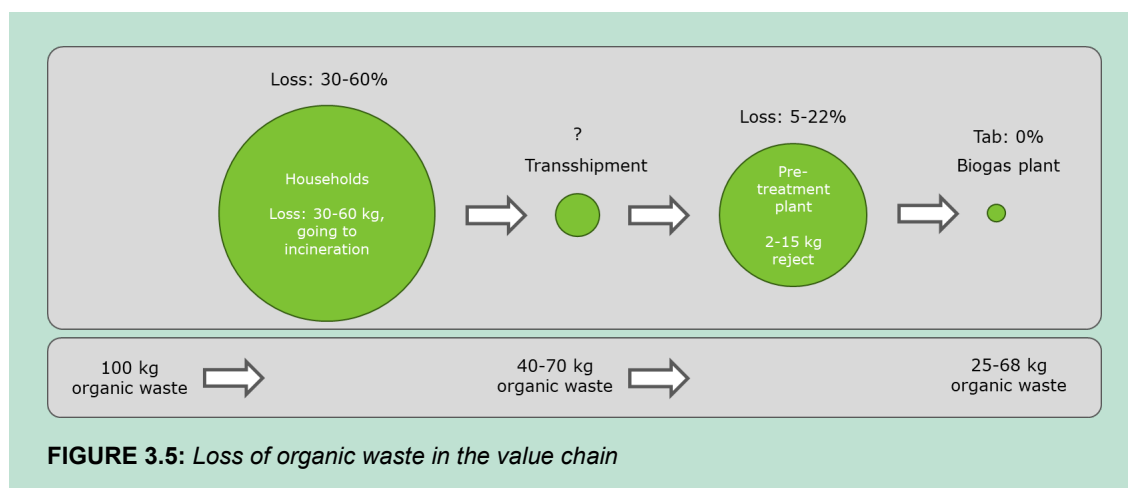 Loss: 30-60%
Households
Loss: 30-60 kg,
going to
incineration
?
Transshipment
Loss: 5-22%
Pre-
treatment
plant
2-15 kg
reject
Tab: 0%
Biogas plant
100 kg
organic waste
40-70 kg
organic waste
25-68 kg
organic waste
FIGURE 3.5: Loss of organic waste in the value chain